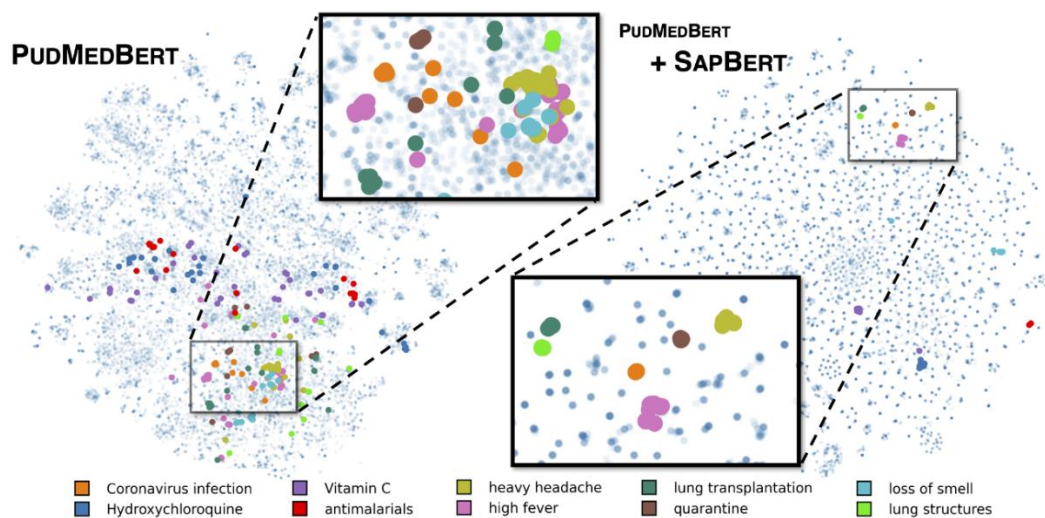 PUDMEDBERT
PUDMEDBERT
+ SAPBERT
Coronavirus infection
Vitamin C
heavy headache
lung transplantation
loss of smell
Hydroxychloroquine
antimalarials
high fever
quarantine
lung structures